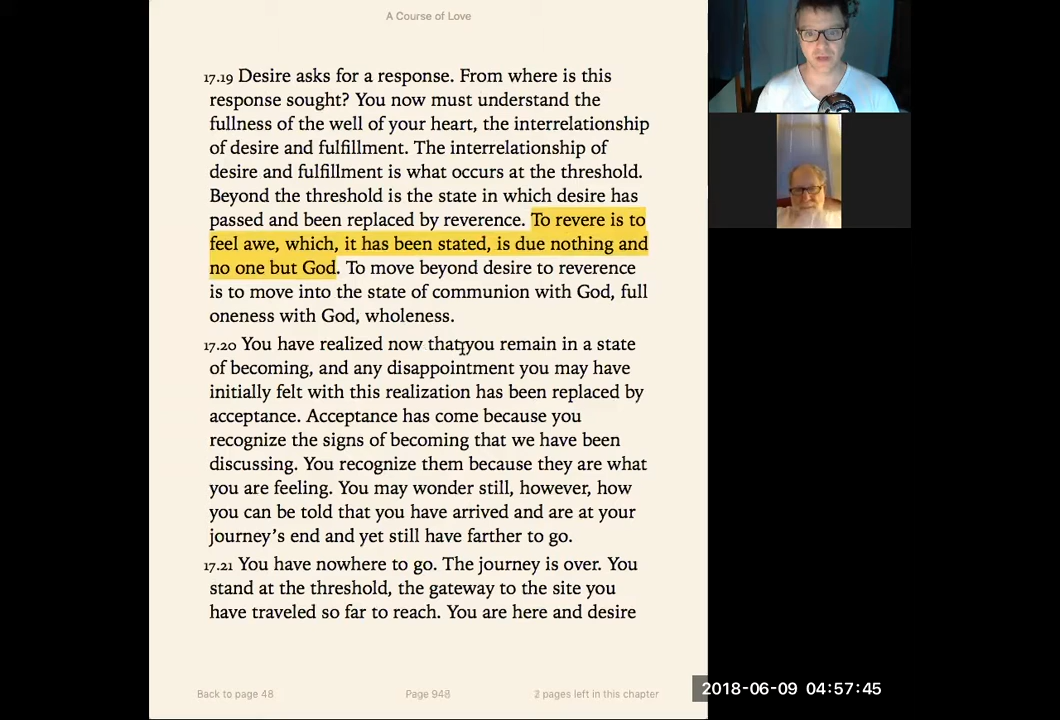 A Course of Love
17.19 Desire asks for a response. From where is this
response sought? You now must understand the
fullness of the well of your heart, the interrelationship
of desire and fulfillment. The interrelationship of
desire and fulfillment is what occurs at the threshold.
Beyond the threshold is the state in which desire has
passed and been replaced by reverence. To revere is to
feel awe, which, it has been stated, is due nothing and
no one but God. To move beyond desire to reverence
is to move into the state of communion with God, full
oneness with God, wholeness.
17.20 You have realized now that you remain in a state
of becoming, and any disappointment you may have
initially felt with this realization has been replaced by
acceptance. Acceptance has come because you
recognize the signs of becoming that we have been
discussing. You recognize them because they are what
you are feeling. You may wonder still, however, how
you can be told that you have arrived and are at your
journey's end and yet still have farther to go.
17.21 You have nowhere to go. The journey is over. You
stand at the threshold, the gateway to the site you
have traveled so far to reach. You are here and desire
Back to page 48 Page 948 2 pages left in this chapter
2018-06-09 04:57:45